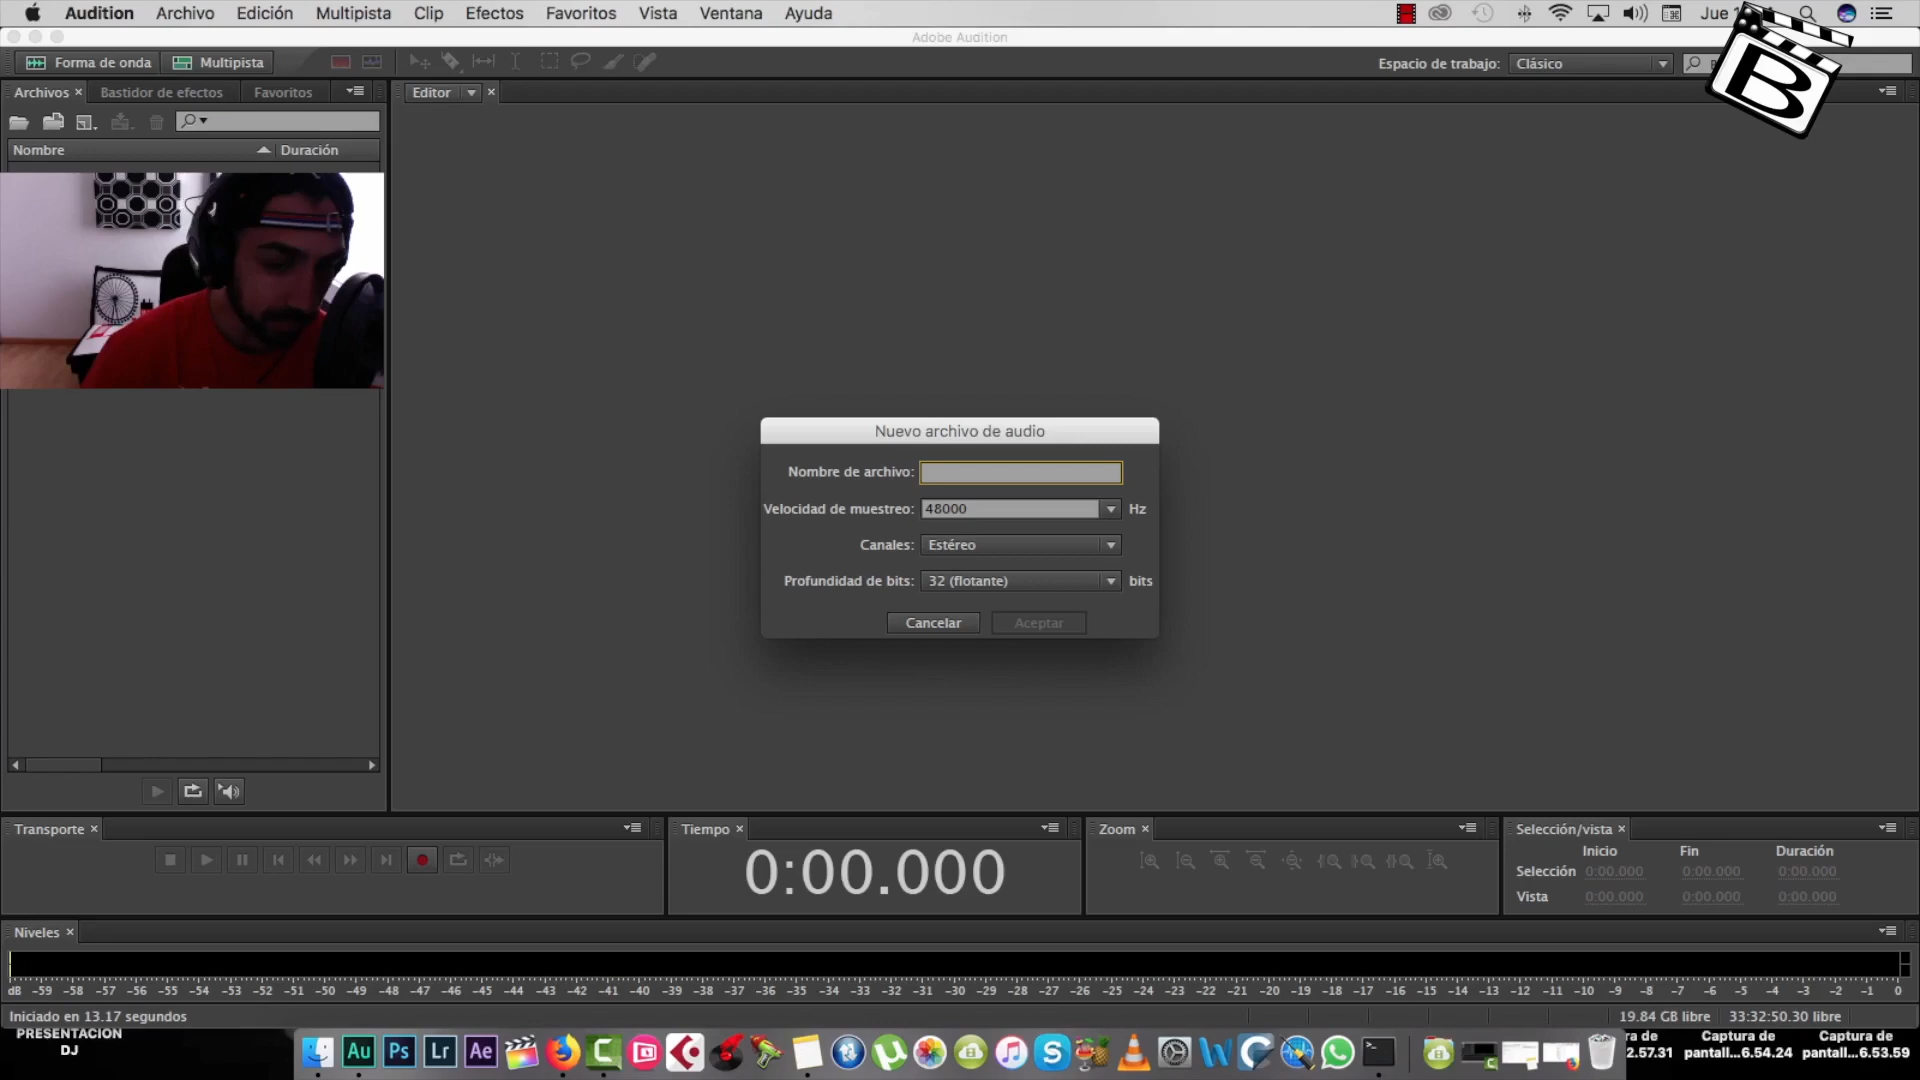 Audition Archivo Edición Multipista Clip Efectos Favoritos Vista Ventana Ayuda Jue
Adobe Audition
Forma de onda Multipista Espacio de trabajo: Clásico
B
Archivos Bastidor de efectos Favoritos Editor
Nombre Duración
Nuevo archivo de audio
Nombre de archivo:
Velocidad de muestreo: 48000 Hz
Canales: Estéreo
Profundidad de bits: 32 (flotante) bits
Cancelar Aceptar
Transporte Tiempo Zoom Selección/vista
0:00.000
Inicio Fin Duración
Selección 0:00.000 0:00.000 0:00.000
Vista 0:00.000 0:00.000 0:00.000
Niveles
dB -59 -58 -57 -56 -55 -54 -53 -52 -51 -50 -49 -48 -47 -46 -45 -44 -43 -42 -41 -40 -39 -38 -37 -36 -35 -34 -33 -32 -31 -30 -29 -28 -27 -26 -25 -24 -23 -22 -21 -20 -19 -18 -17 -16 -15 -14 -13 -12 -11 -10 -9 -8 -7 -6 -5 -4 -3 -2 -1 0
Iniciado en 13.17 segundos 19.84 GB libre 33:32:50.30 libre
PRESENTACION
DJ
Au Ps Lr Ae
ra de
2.57.31
Captura de
pantall...6.54.24
Captura de
pantall...6.53.59